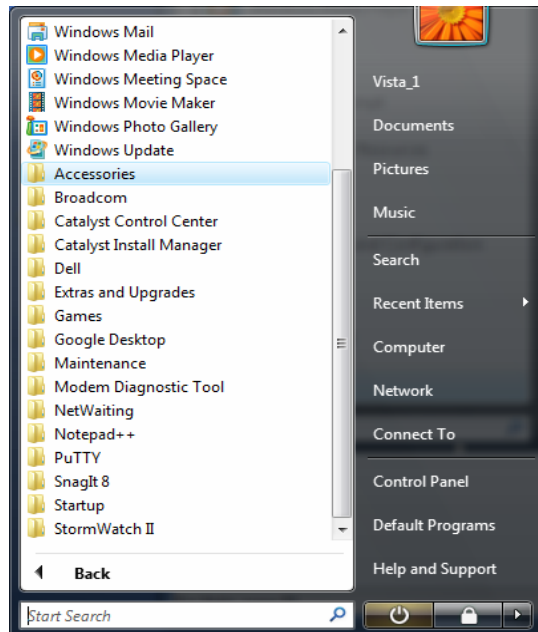 Windows Mail
Windows Media Player
Windows Meeting Space
Windows Movie Maker
Windows Photo Gallery
Windows Update
Accessories
Broadcom
Catalyst Control Center
Catalyst Install Manager
Dell
Extras and Upgrades
Games
Google Desktop
Maintenance
Modem Diagnostic Tool
NetWaiting
Notepad++
PuTTY
SnagIt 8
Startup
StormWatch II
Back
Start Search
Vista_1
Documents
Pictures
Music
Search
Recent Items
Computer
Network
Connect To
Control Panel
Default Programs
Help and Support